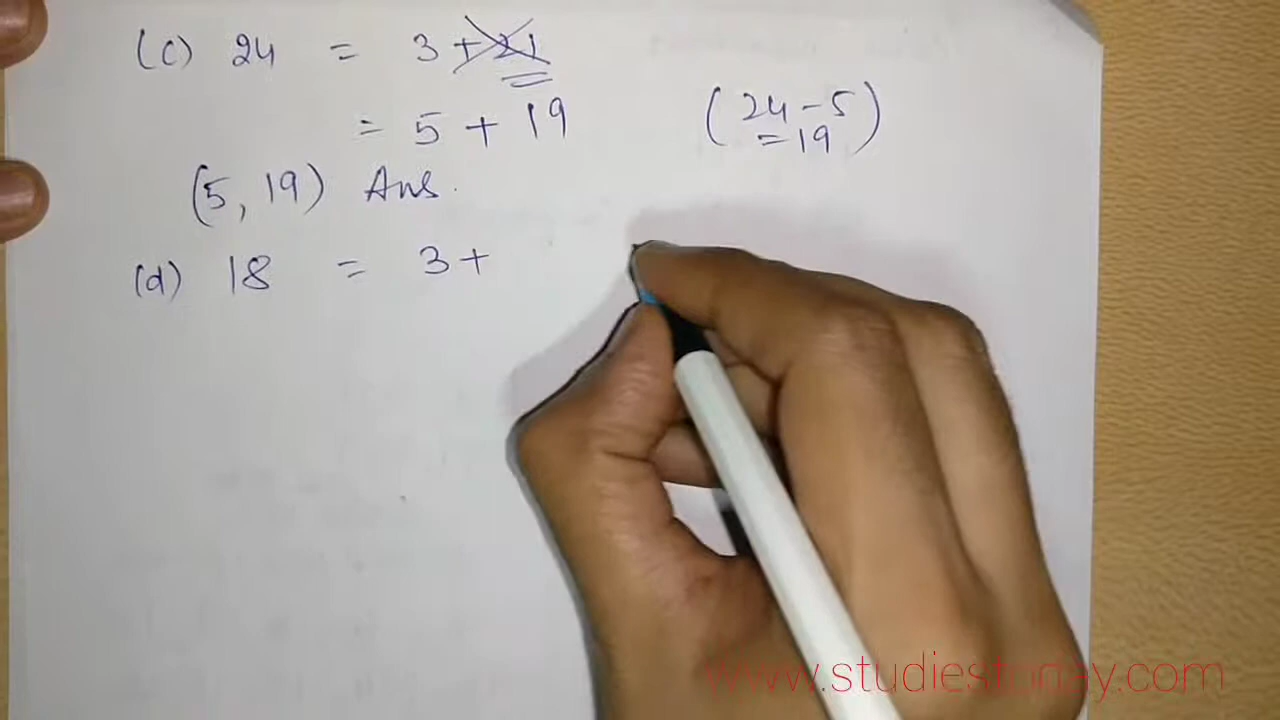 (c) 24 = 3 + 21
= 5 + 19 (24 - 5
= 19)
(5, 19) Ans.
(d) 18 = 3 +
www.studiestoday.com